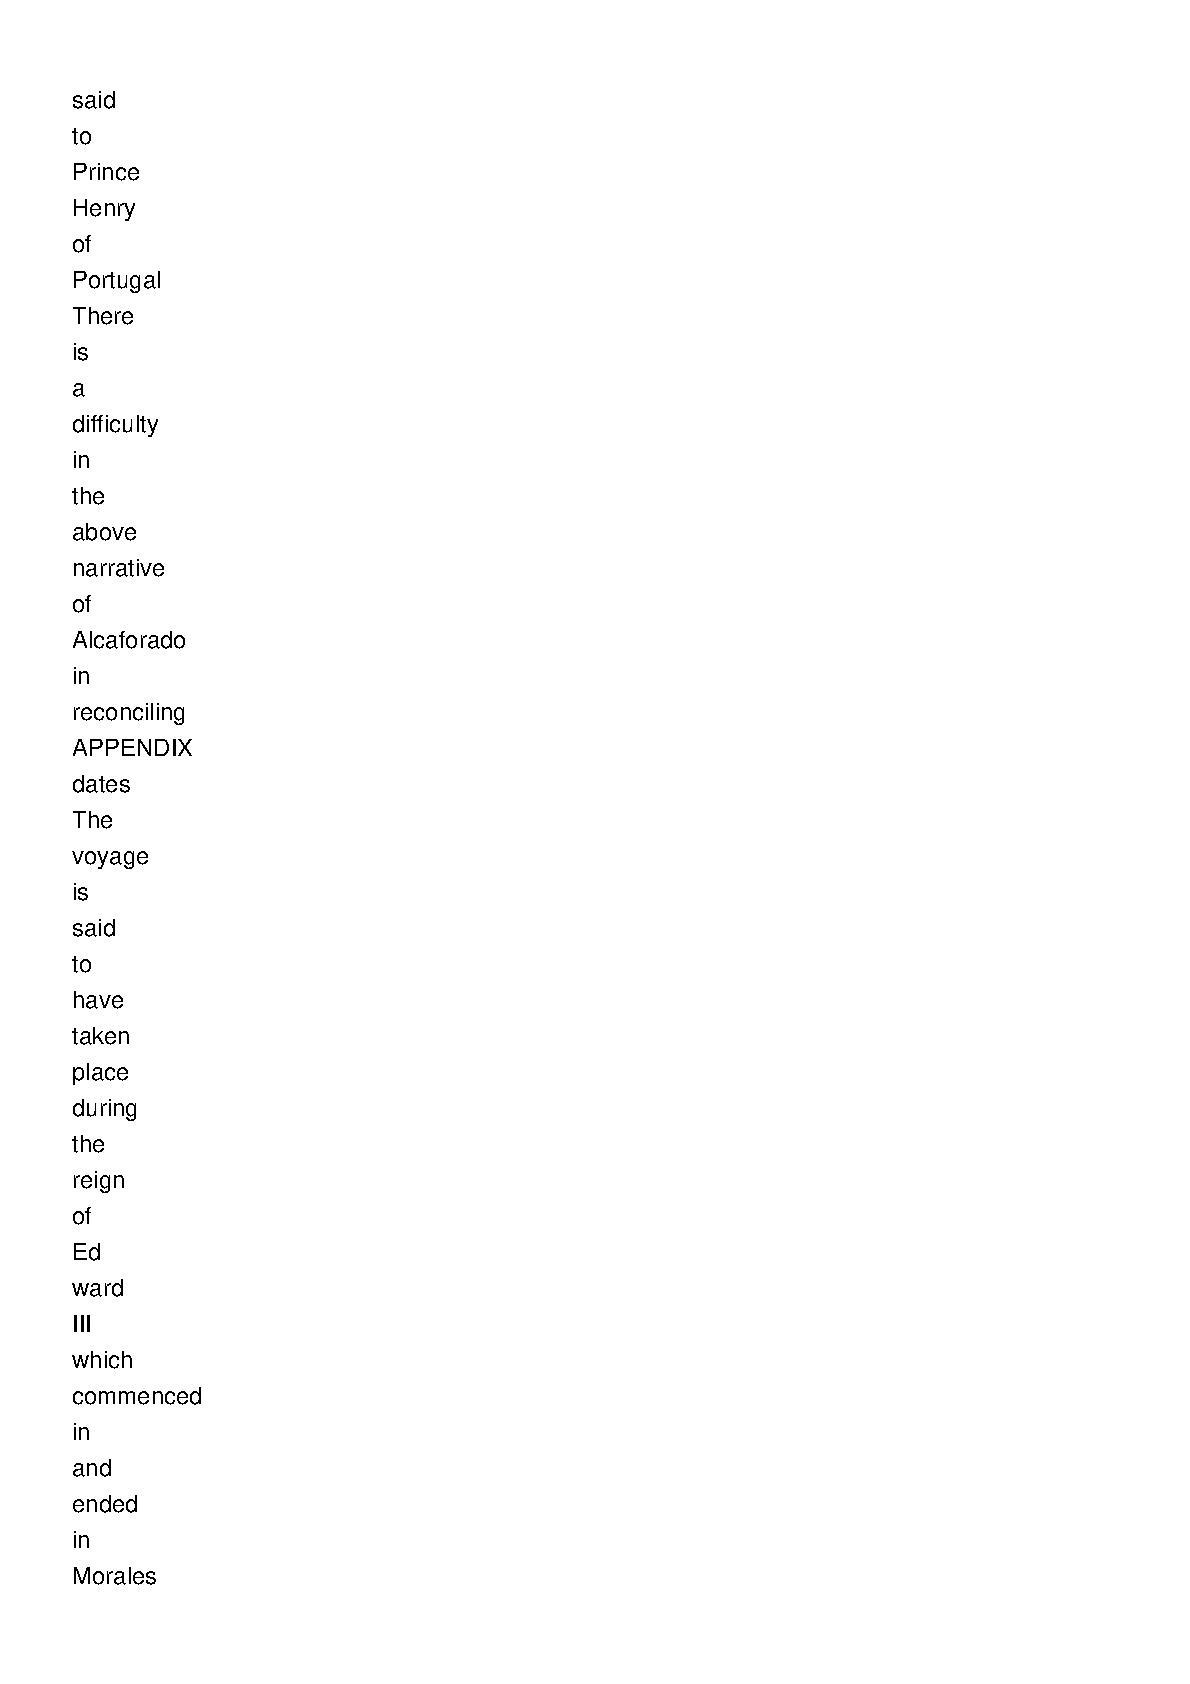 said
to
Prince
Henry
of
Portugal
There
is
a
difficulty
in
the
above
narrative
of
Alcaforado
in
reconciling
APPENDIX
dates
The
voyage
is
said
to
have
taken
place
during
the
reign
of
Ed
ward
III
which
commenced
in
and
ended
in
Morales